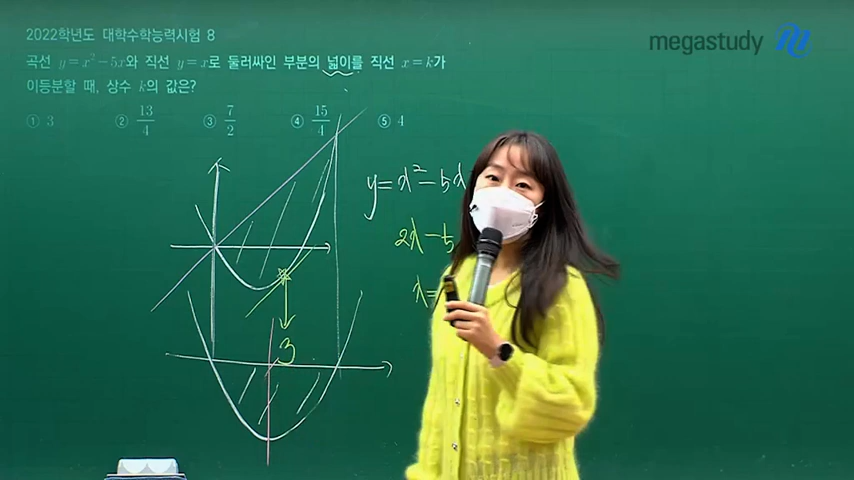 2022학년도 대학수학능력시험 8
megastudy
곡선 y=x²-5x와 직선 y=x로 둘러싸인 부분의 넓이를 직선 x=k가
이등분할 때, 상수 k의 값은?
① 3 ② 13/4 ③ 7/2 ④ 15/4 ⑤ 4
y=x²-5x
2x-5
x=
3